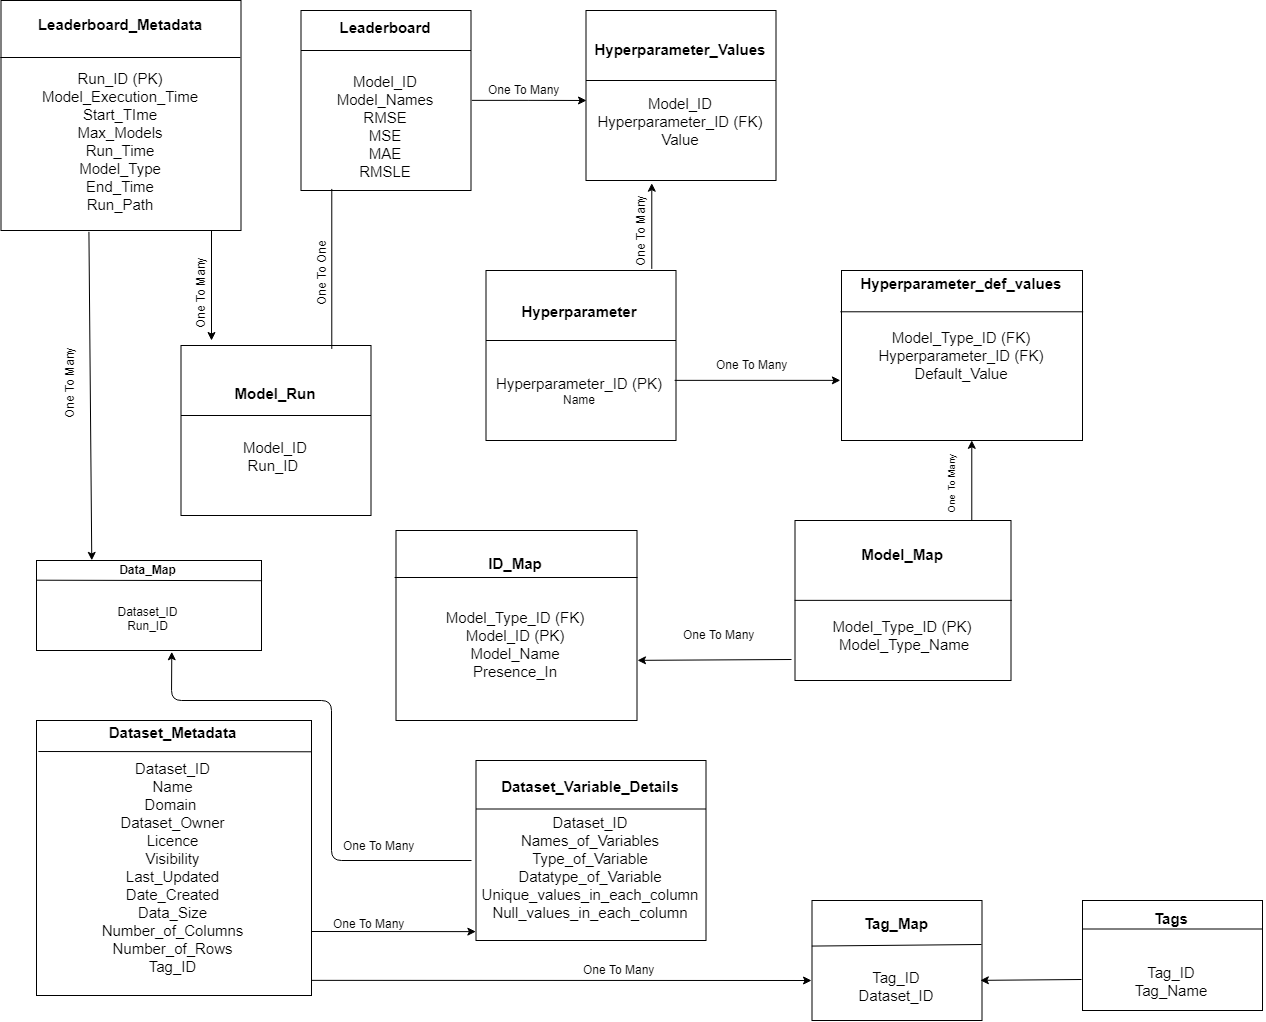 Leaderboard_Metadata
Run_ID (PK)
Model_Execution_Time
Start_TIme
Max_Models
Run_Time
Model_Type
End_Time
Run_Path
Leaderboard
Model_ID
Model_Names
RMSE
MSE
MAE
RMSLE
One To Many
Hyperparameter_Values
Model_ID
Hyperparameter_ID (FK)
Value
One To Many
One To Many
One To One
One To Many
Model_Run
Model_ID
Run_ID
Hyperparameter
Hyperparameter_ID (PK)
Name
One To Many
Hyperparameter_def_values
Model_Type_ID (FK)
Hyperparameter_ID (FK)
Default_Value
One To Many
Data_Map
Dataset_ID
Run_ID
ID_Map
Model_Type_ID (FK)
Model_ID (PK)
Model_Name
Presence_In
One To Many
Model_Map
Model_Type_ID (PK)
Model_Type_Name
Dataset_Metadata
Dataset_ID
Name
Domain
Dataset_Owner
Licence
Visibility
Last_Updated
Date_Created
Data_Size
Number_of_Columns
Number_of_Rows
Tag_ID
One To Many
One To Many
Dataset_Variable_Details
Dataset_ID
Names_of_Variables
Type_of_Variable
Datatype_of_Variable
Unique_values_in_each_column
Null_values_in_each_column
One To Many
Tag_Map
Tag_ID
Dataset_ID
Tags
Tag_ID
Tag_Name